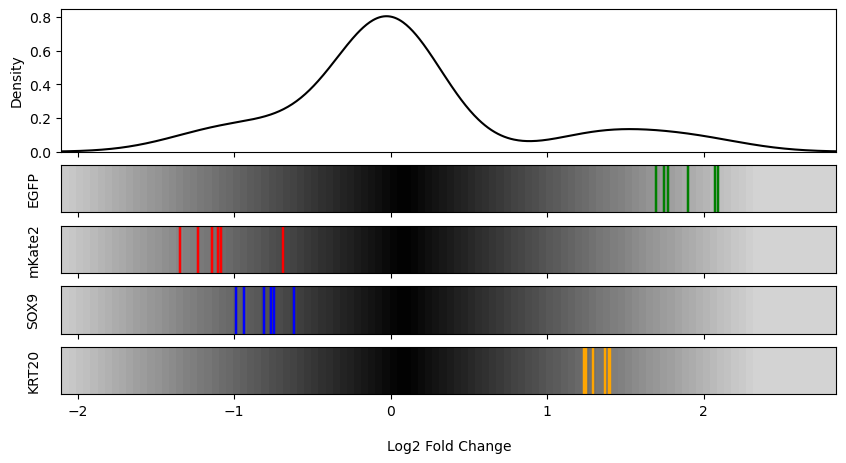 0.8
0.6
0.4
0.2
0.0
Density
EGFP
mKate2
SOX9
KRT20
−2 −1 0 1 2
Log2 Fold Change